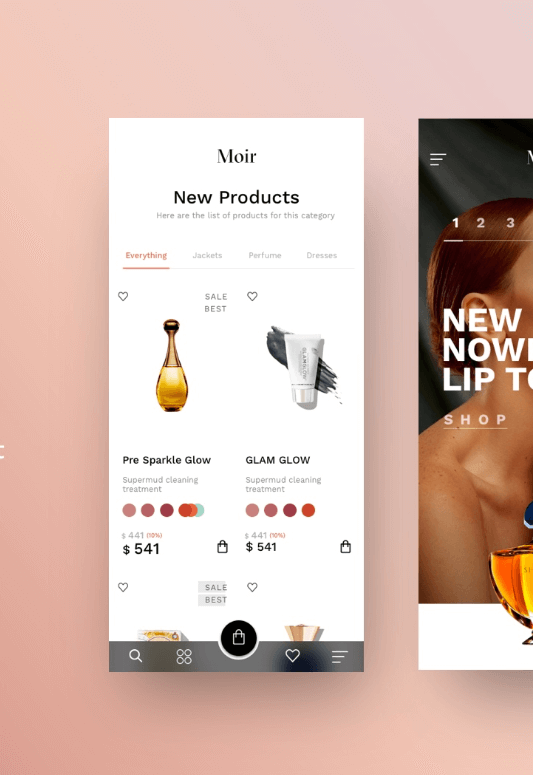 Moir
New Products
Here are the list of products for this category
Everything Jackets Perfume Dresses
SALE
BEST
GLAMGLOW
Pre Sparkle Glow
Supermud cleaning
treatment
$ 441 (10%)
$ 541
GLAM GLOW
Supermud cleaning
treatment
$ 441 (10%)
$ 541
SALE
BEST
M
1 2 3
NEW
NOW
LIP TO
SHOP